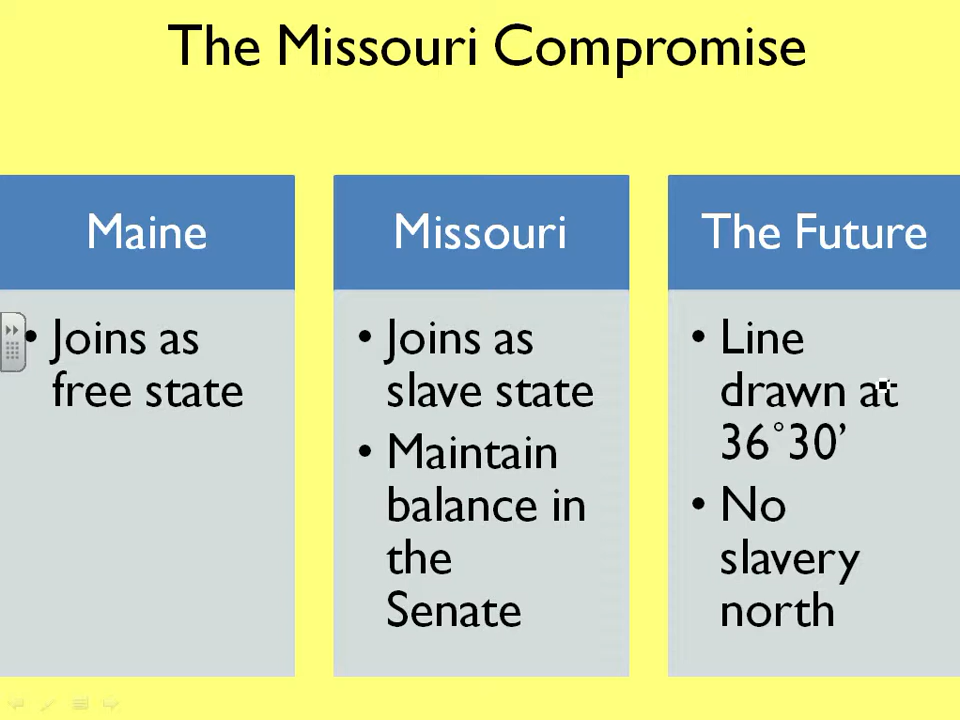 The Missouri Compromise
Maine
• Joins as
free state
Missouri
• Joins as
slave state
• Maintain
balance in
the
Senate
The Future
• Line
drawn at
36˚30’
• No
slavery
north